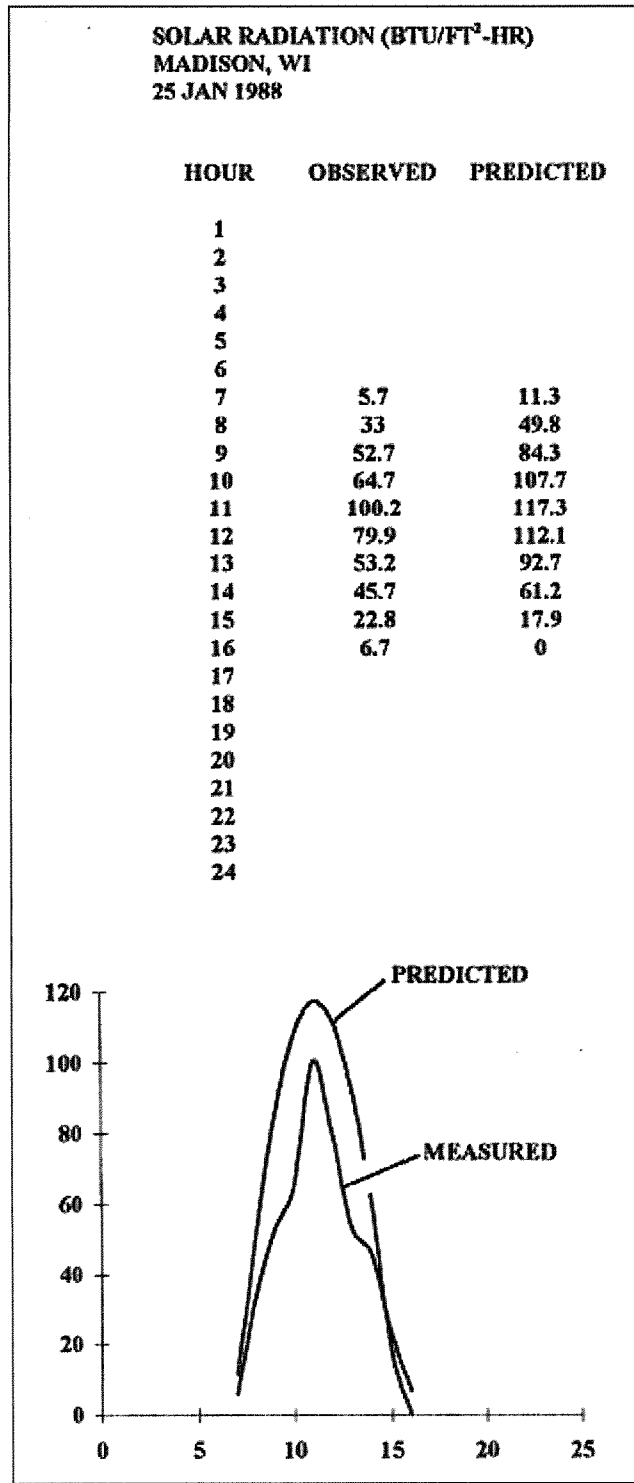 SOLAR RADIATION (BTU/FT²-HR)
MADISON, WI
25 JAN 1988
HOUR OBSERVED PREDICTED
1
2
3
4
5
6
7 5.7 11.3
8 33 49.8
9 52.7 84.3
10 64.7 107.7
11 100.2 117.3
12 79.9 112.1
13 53.2 92.7
14 45.7 61.2
15 22.8 17.9
16 6.7 0
17
18
19
20
21
22
23
24
PREDICTED
120
100
80
MEASURED
60
40
20
0
0 5 10 15 20 25